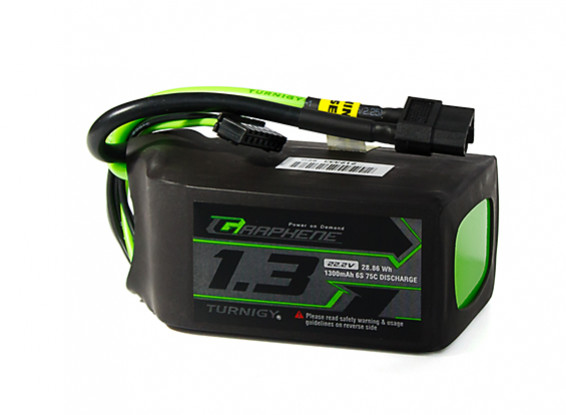 TURNIGY
Power on Demand
GRAPHENE
1.3
22.2V 28.86 Wh
1300mAh 6S 75C DISCHARGE
TURNIGY
Please read safety warning & usage
guidelines on reverse side